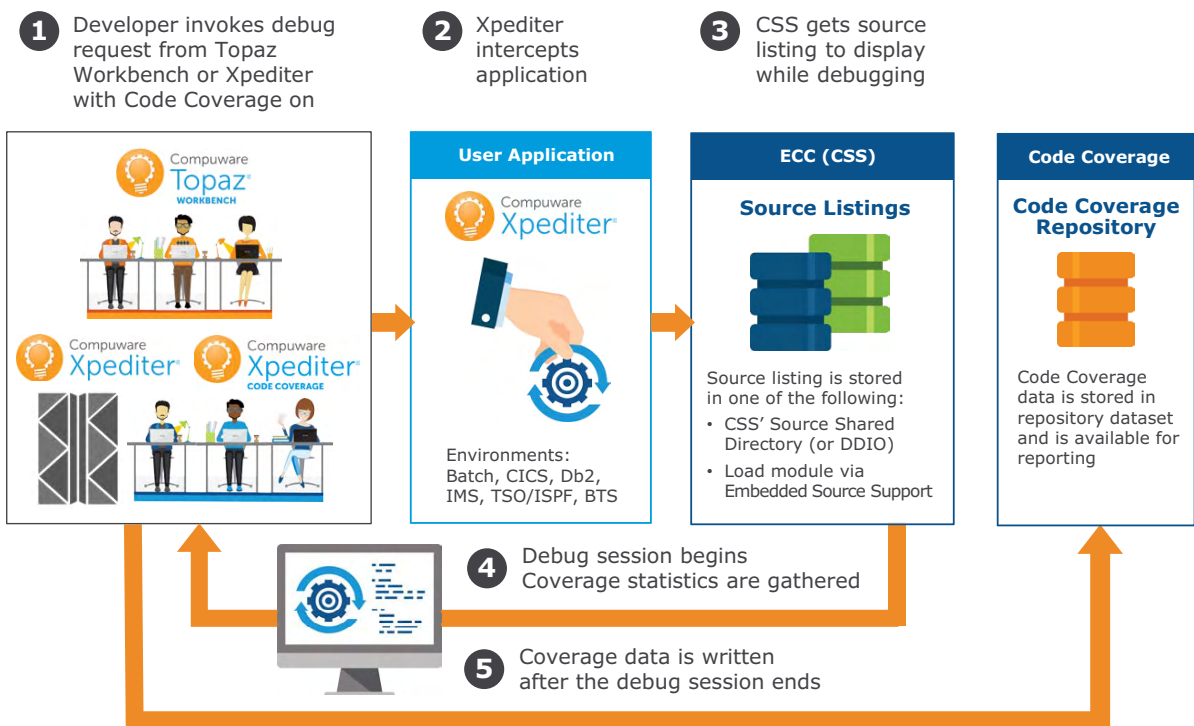 1 Developer invokes debug
request from Topaz
Workbench or Xpediter
with Code Coverage on
2 Xpediter
intercepts
application
3 CSS gets source
listing to display
while debugging
Compuware
Topaz®
WORKBENCH
Compuware
Xpediter®
Compuware
Xpediter®
CODE COVERAGE
User Application
Compuware
Xpediter®
Environments:
Batch, CICS, Db2,
IMS, TSO/ISPF, BTS
ECC (CSS)
Source Listings
Source listing is stored
in one of the following:
• CSS’ Source Shared
Directory (or DDIO)
• Load module via
Embedded Source Support
Code Coverage
Code Coverage
Repository
Code Coverage
data is stored in
repository dataset
and is available for
reporting
4 Debug session begins
Coverage statistics are gathered
5 Coverage data is written
after the debug session ends